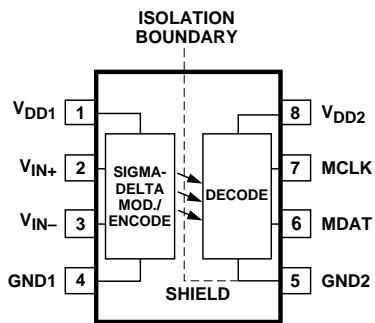 ISOLATION
BOUNDARY
VDD1
1
VIN+
2
VIN–
3
GND1
4
SIGMA-
DELTA
MOD./
ENCODE
DECODE
SHIELD
8
VDD2
7
MCLK
6
MDAT
5
GND2